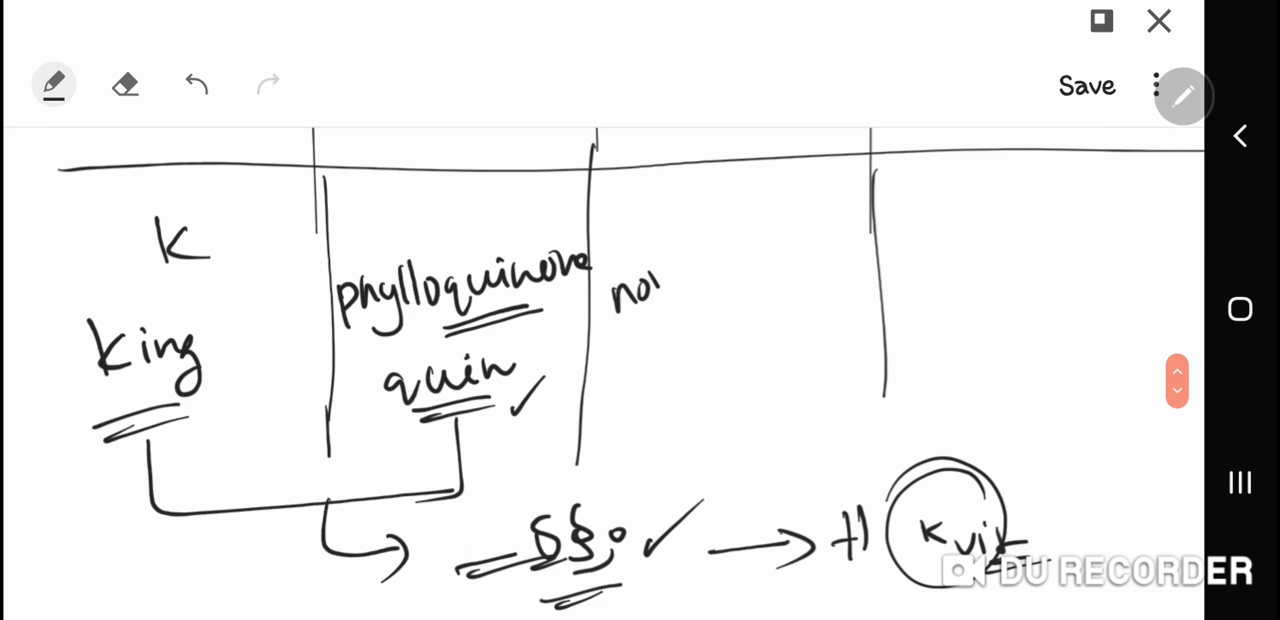 Save
K
phylloquinone
no
king
quin
K vit
DU RECORDER